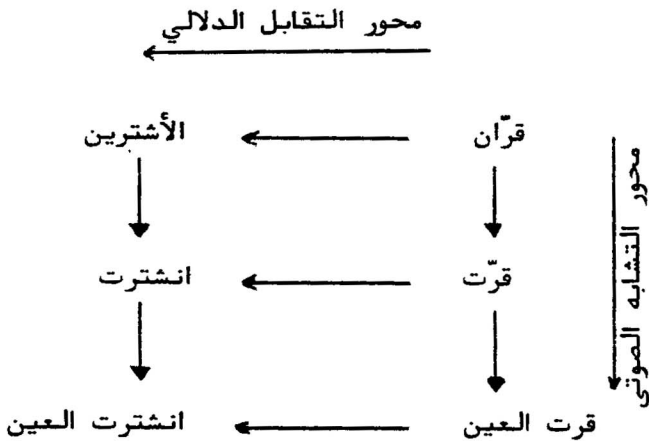 محور التقابل الدلالي
قرّان
الأشترين
محور التشابه الصوتي
قرّت
انشترت
قرت العين
انشترت العين